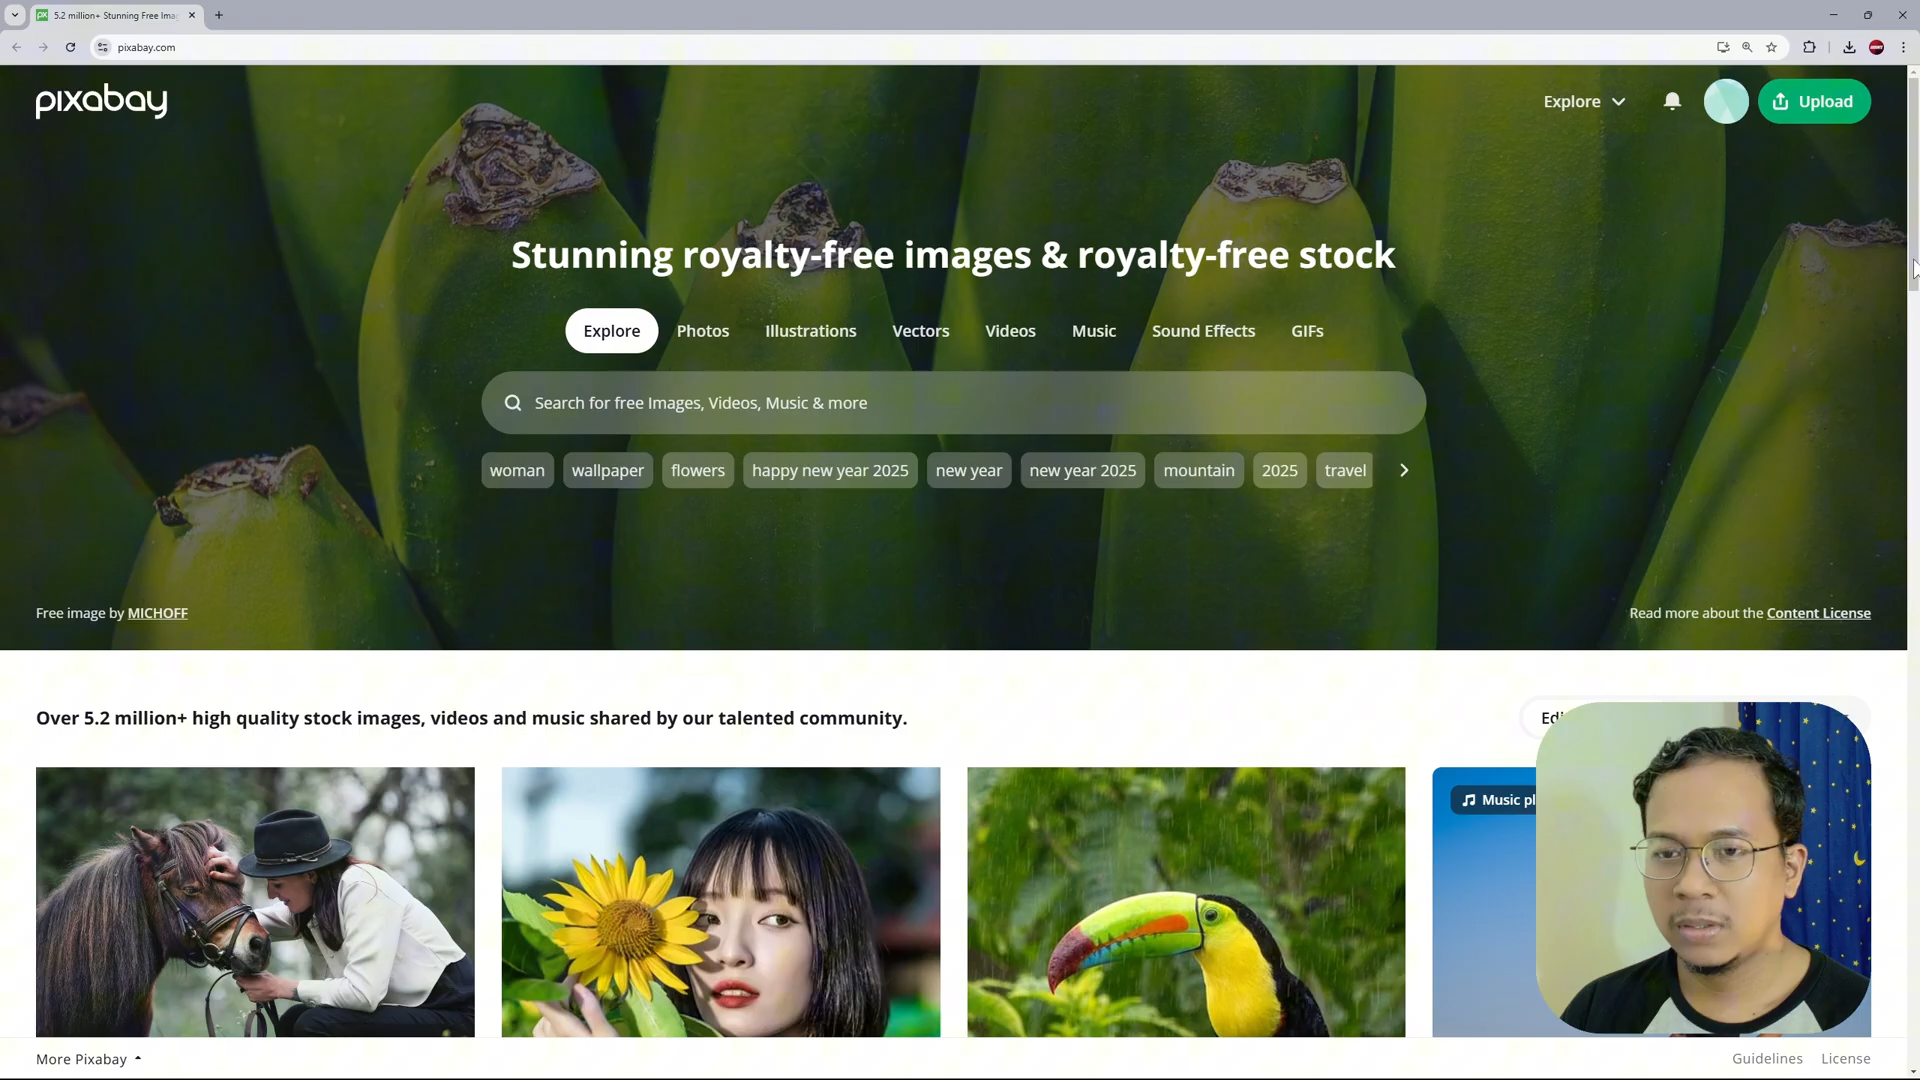 5.2 million+ Stunning Free Imag
pixabay.com
pixabay
Explore
Upload
Stunning royalty-free images & royalty-free stock
Explore Photos Illustrations Vectors Videos Music Sound Effects GIFs
Search for free Images, Videos, Music & more
woman wallpaper flowers happy new year 2025 new year new year 2025 mountain 2025 travel
Free image by MICHOFF
Read more about the Content License
Over 5.2 million+ high quality stock images, videos and music shared by our talented community.
Music pl
More Pixabay
Guidelines License